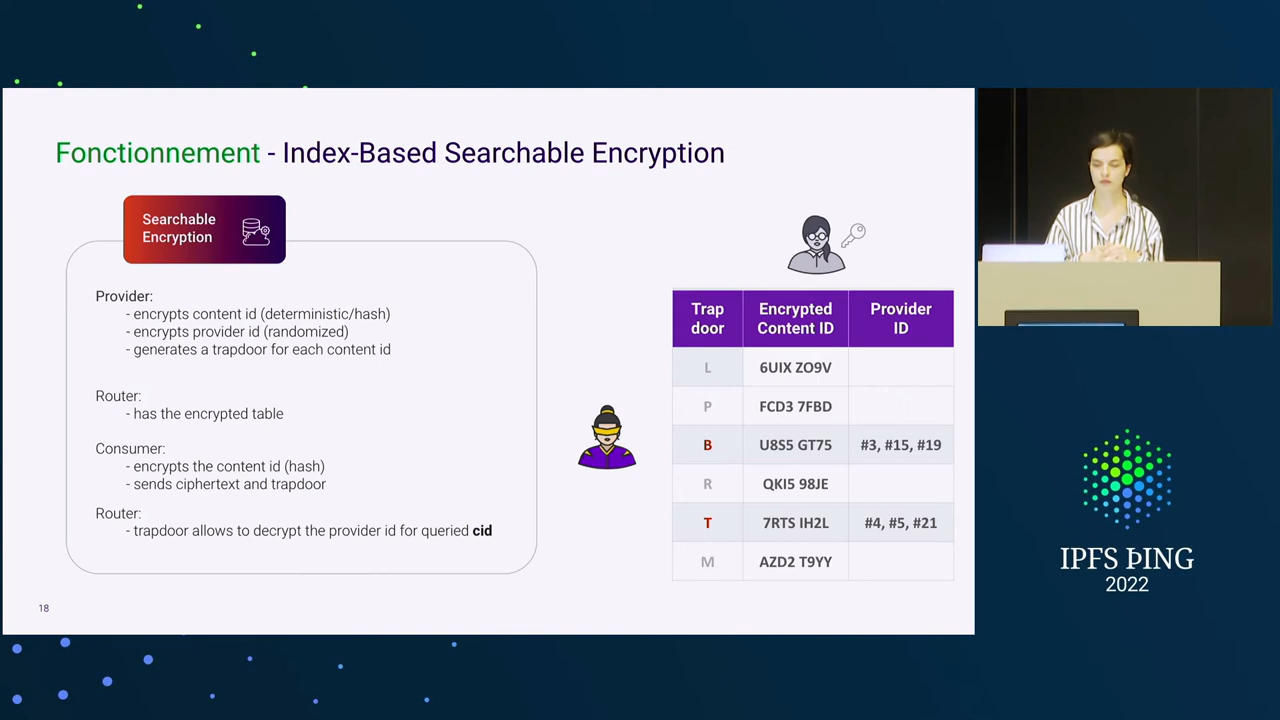 Fonctionnement - Index-Based Searchable Encryption
Searchable
Encryption
Provider:
- encrypts content id (deterministic/hash)
- encrypts provider id (randomized)
- generates a trapdoor for each content id
Router:
- has the encrypted table
Consumer:
- encrypts the content id (hash)
- sends ciphertext and trapdoor
Router:
- trapdoor allows to decrypt the provider id for queried cid
18
Trap door Encrypted Content ID Provider ID
L 6UIX ZO9V
P FCD3 7FBD
B U8S5 GT75 #3, #15, #19
R QKI5 98JE
T 7RTS IH2L #4, #5, #21
M AZD2 T9YY
IPFS ÞING
2022